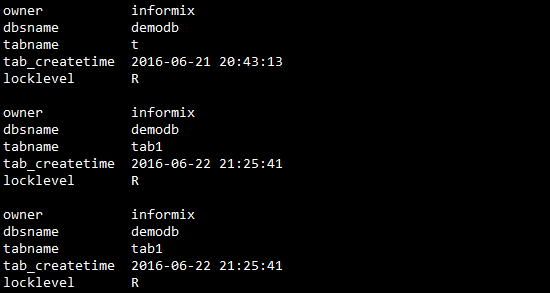 owner informix
dbsname demodb
tabname t
tab_createtime 2016-06-21 20:43:13
locklevel R
owner informix
dbsname demodb
tabname tab1
tab_createtime 2016-06-22 21:25:41
locklevel R
owner informix
dbsname demodb
tabname tab1
tab_createtime 2016-06-22 21:25:41
locklevel R